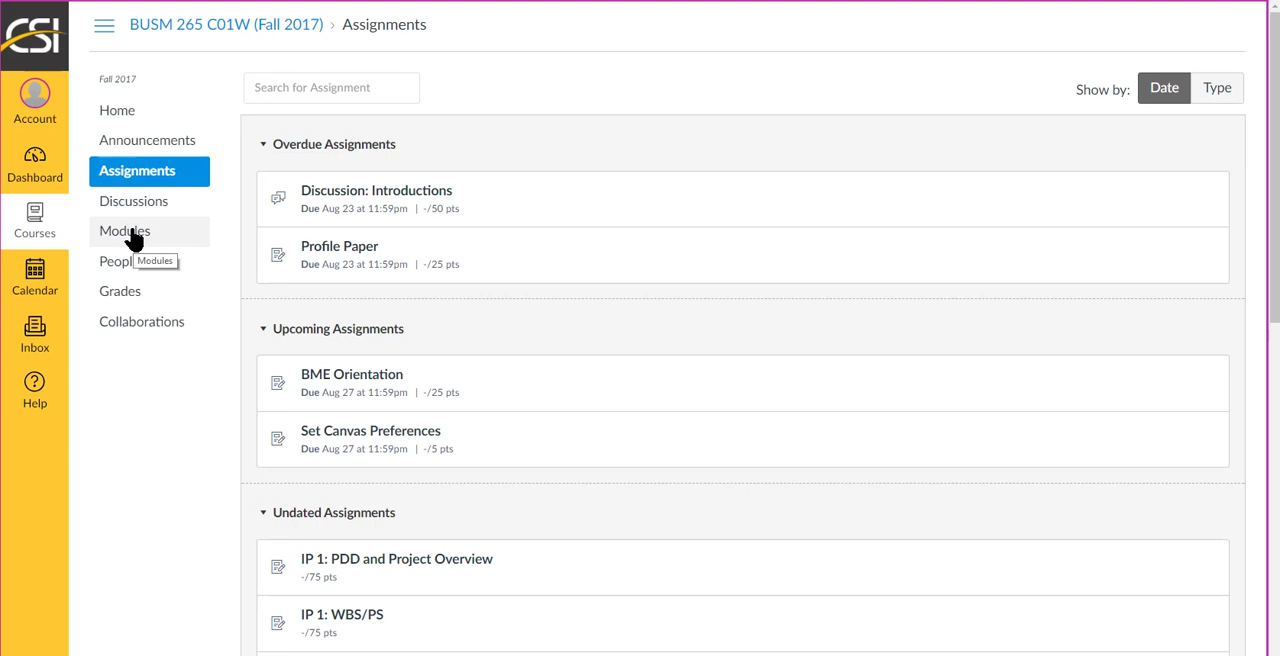 CSI
Account
Dashboard
Courses
Calendar
Inbox
Help
BUSM 265 C01W (Fall 2017) › Assignments
Fall 2017
Home
Announcements
Assignments
Discussions
Modules
Modules
Grades
Collaborations
Search for Assignment
Show by: Date Type
Overdue Assignments
Discussion: Introductions
Due Aug 23 at 11:59pm | -/50 pts
Profile Paper
Due Aug 23 at 11:59pm | -/25 pts
Upcoming Assignments
BME Orientation
Due Aug 27 at 11:59pm | -/25 pts
Set Canvas Preferences
Due Aug 27 at 11:59pm | -/5 pts
Undated Assignments
IP 1: PDD and Project Overview
-/75 pts
IP 1: WBS/PS
-/75 pts